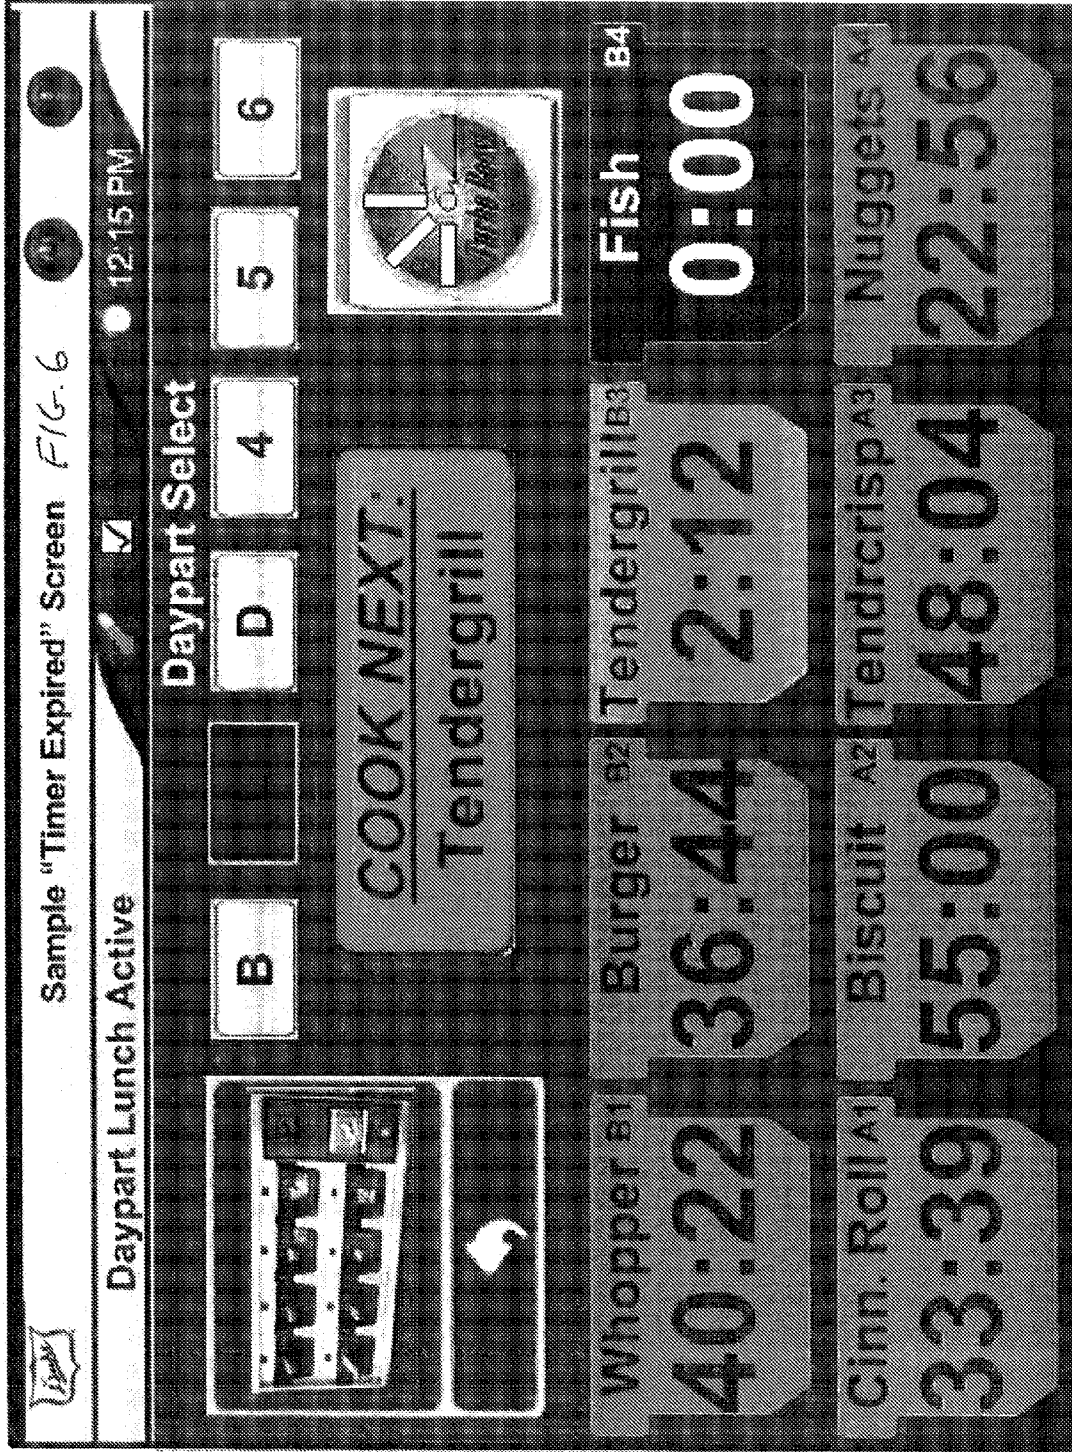 Sample “Timer Expired” Screen FIG. 6
Daypart Lunch Active
12:15 PM
Daypart Select
B
L
D
4
5
6
COOK NEXT:
Tendergrill
Whopper B1
40:22
Burger B2
36:44
Tendergrill B3
2:12
Fish B4
0:00
Cinn. Roll A1
33:39
Biscuit A2
55:00
Tendrcrisp A3
48:04
Nuggets A4
22:56